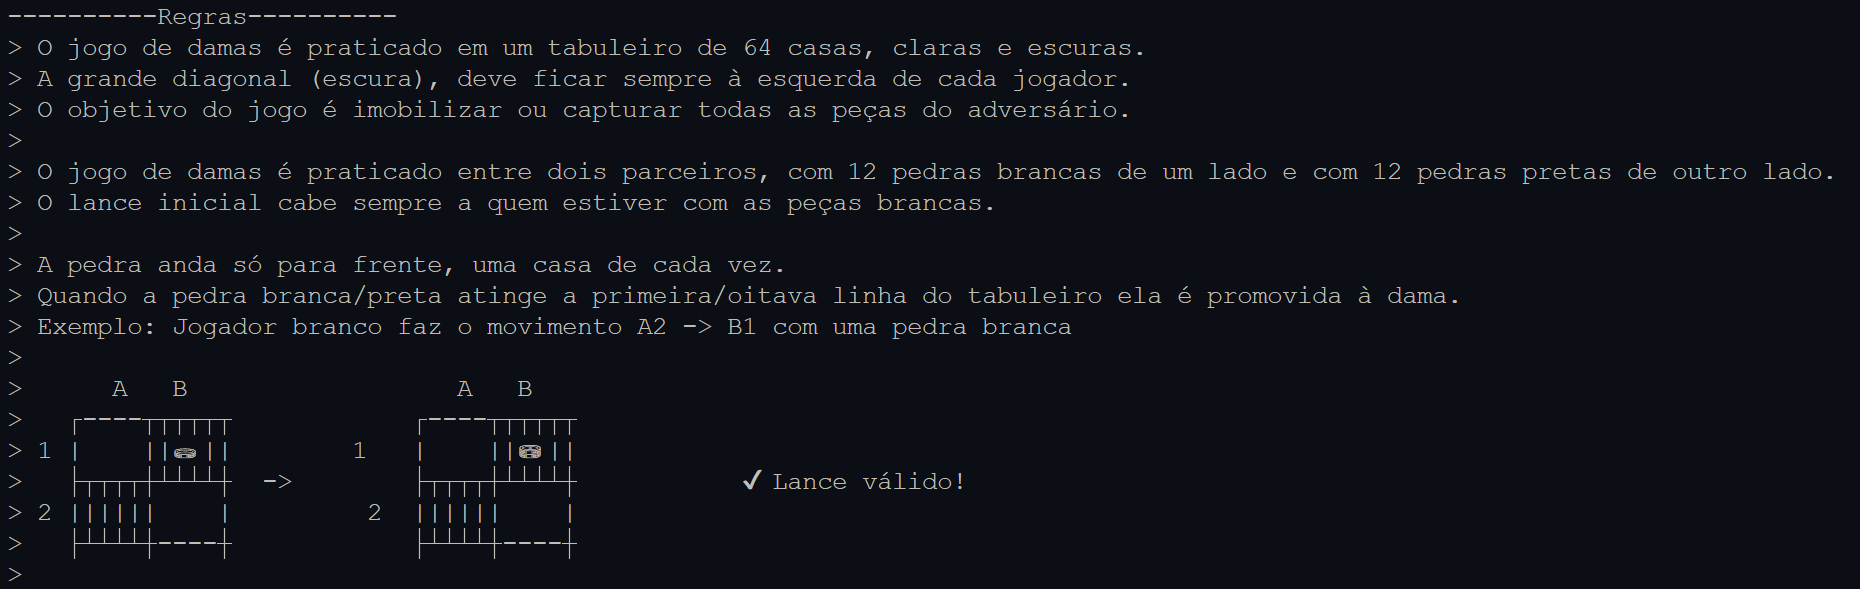 ----------Regras----------
> O jogo de damas é praticado em um tabuleiro de 64 casas, claras e escuras.
> A grande diagonal (escura), deve ficar sempre à esquerda de cada jogador.
> O objetivo do jogo é imobilizar ou capturar todas as peças do adversário.
>
> O jogo de damas é praticado entre dois parceiros, com 12 pedras brancas de um lado e com 12 pedras pretas de outro lado.
> O lance inicial cabe sempre a quem estiver com as peças brancas.
>
> A pedra anda só para frente, uma casa de cada vez.
> Quando a pedra branca/preta atinge a primeira/oitava linha do tabuleiro ela é promovida à dama.
> Exemplo: Jogador branco faz o movimento A2 -> B1 com uma pedra branca
>
>      A   B                  A   B
>   ┌----┬┬┬┬┬┬            ┌----┬┬┬┬┬┬
> 1 |    ||⛀ ||        1   |    ||⛁ ||
>   ├┬┬┬┬┼┴┴┴┴┼  ->        ├┬┬┬┬┼┴┴┴┴┼           ✔ Lance válido!
> 2 ||||||    |         2  ||||||    |
>   ├┴┴┴┴┼----┼            ├┴┴┴┴┼----┼
>